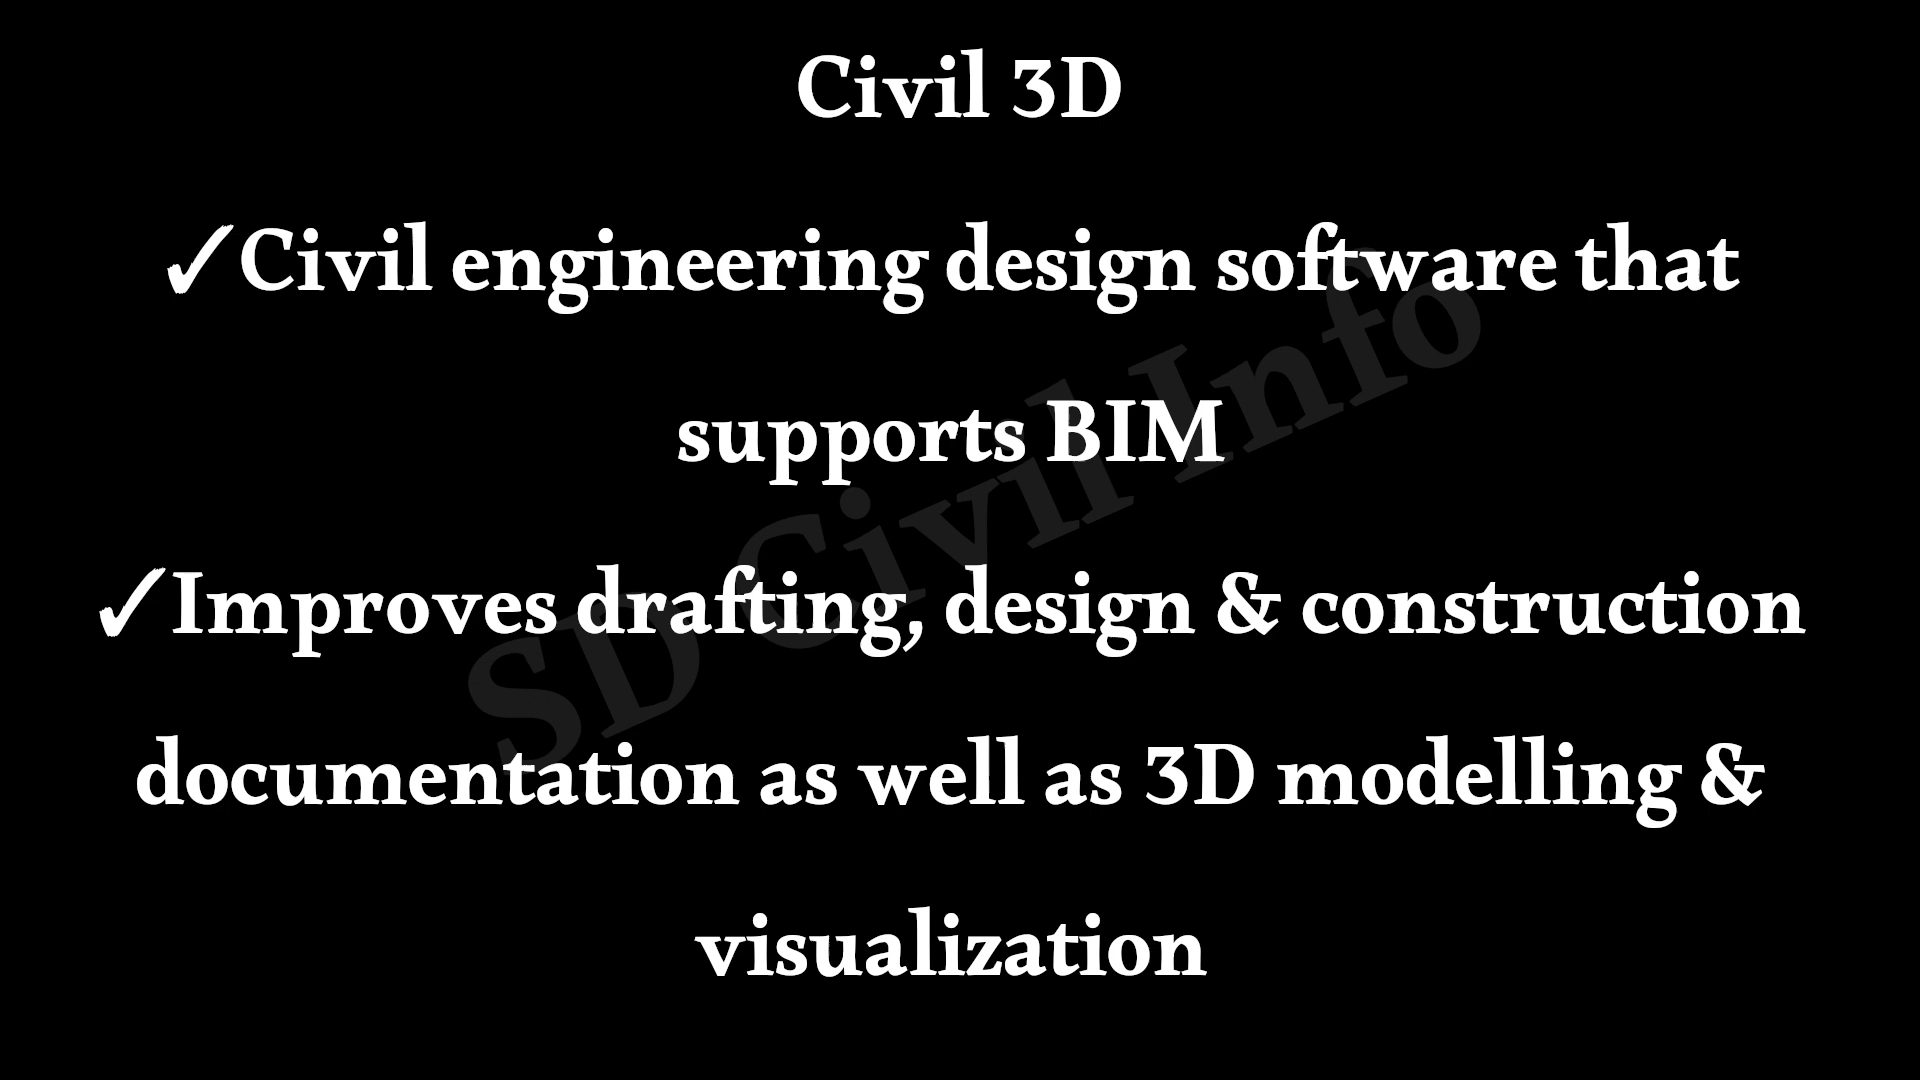 Civil 3D
✓Civil engineering design software that
supports BIM
✓Improves drafting, design & construction
documentation as well as 3D modelling &
visualization
SD Civil Info